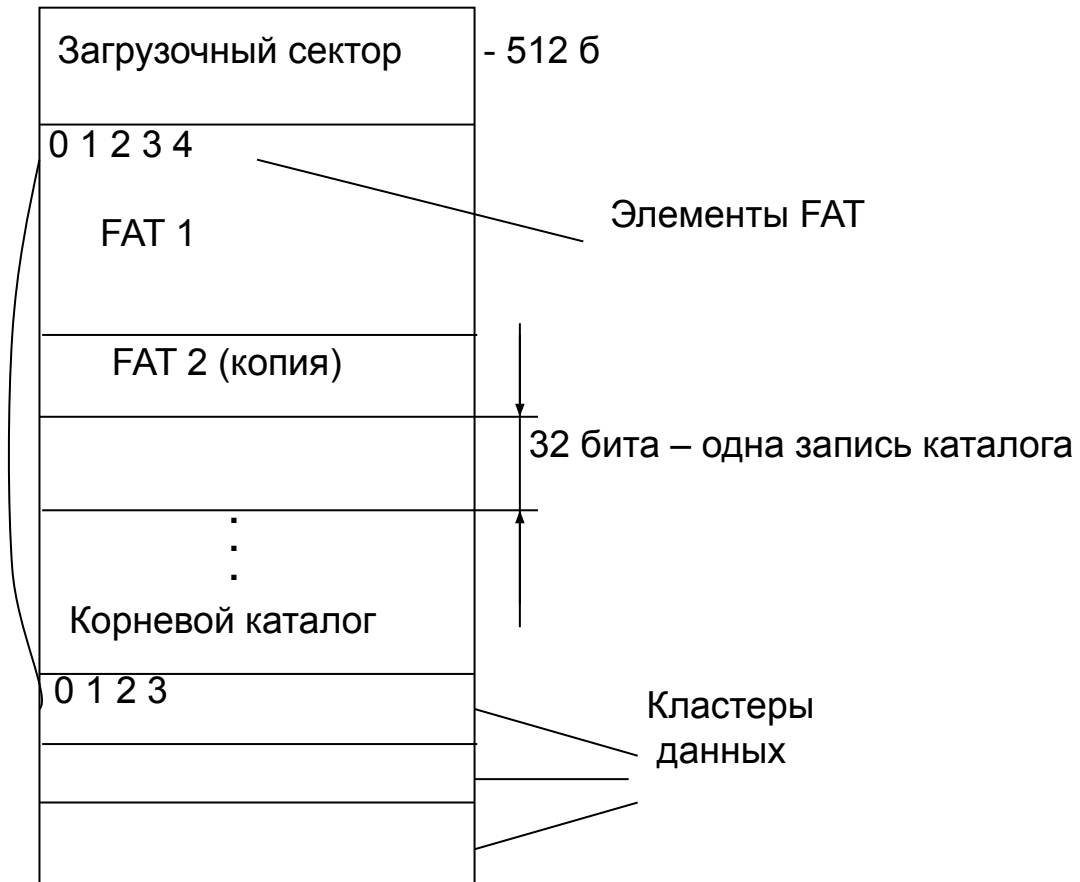 Загрузочный сектор
- 512 б
0 1 2 3 4
FAT 1
Элементы FAT
FAT 2 (копия)
32 бита – одна запись каталога
Корневой каталог
0 1 2 3
Кластеры
данных